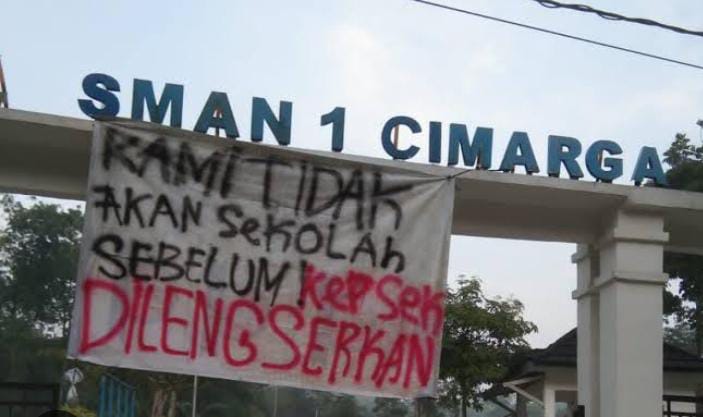 SMAN 1 CIMARGA
KAMI TIDAK
AKAN SEKOLAH
SEBELUM KEPSEK
DILENGSERKAN